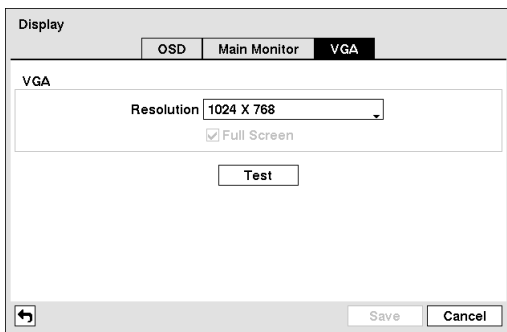 Display
OSD Main Monitor VGA
VGA
Resolution 1024 X 768
Full Screen
Test
Save Cancel